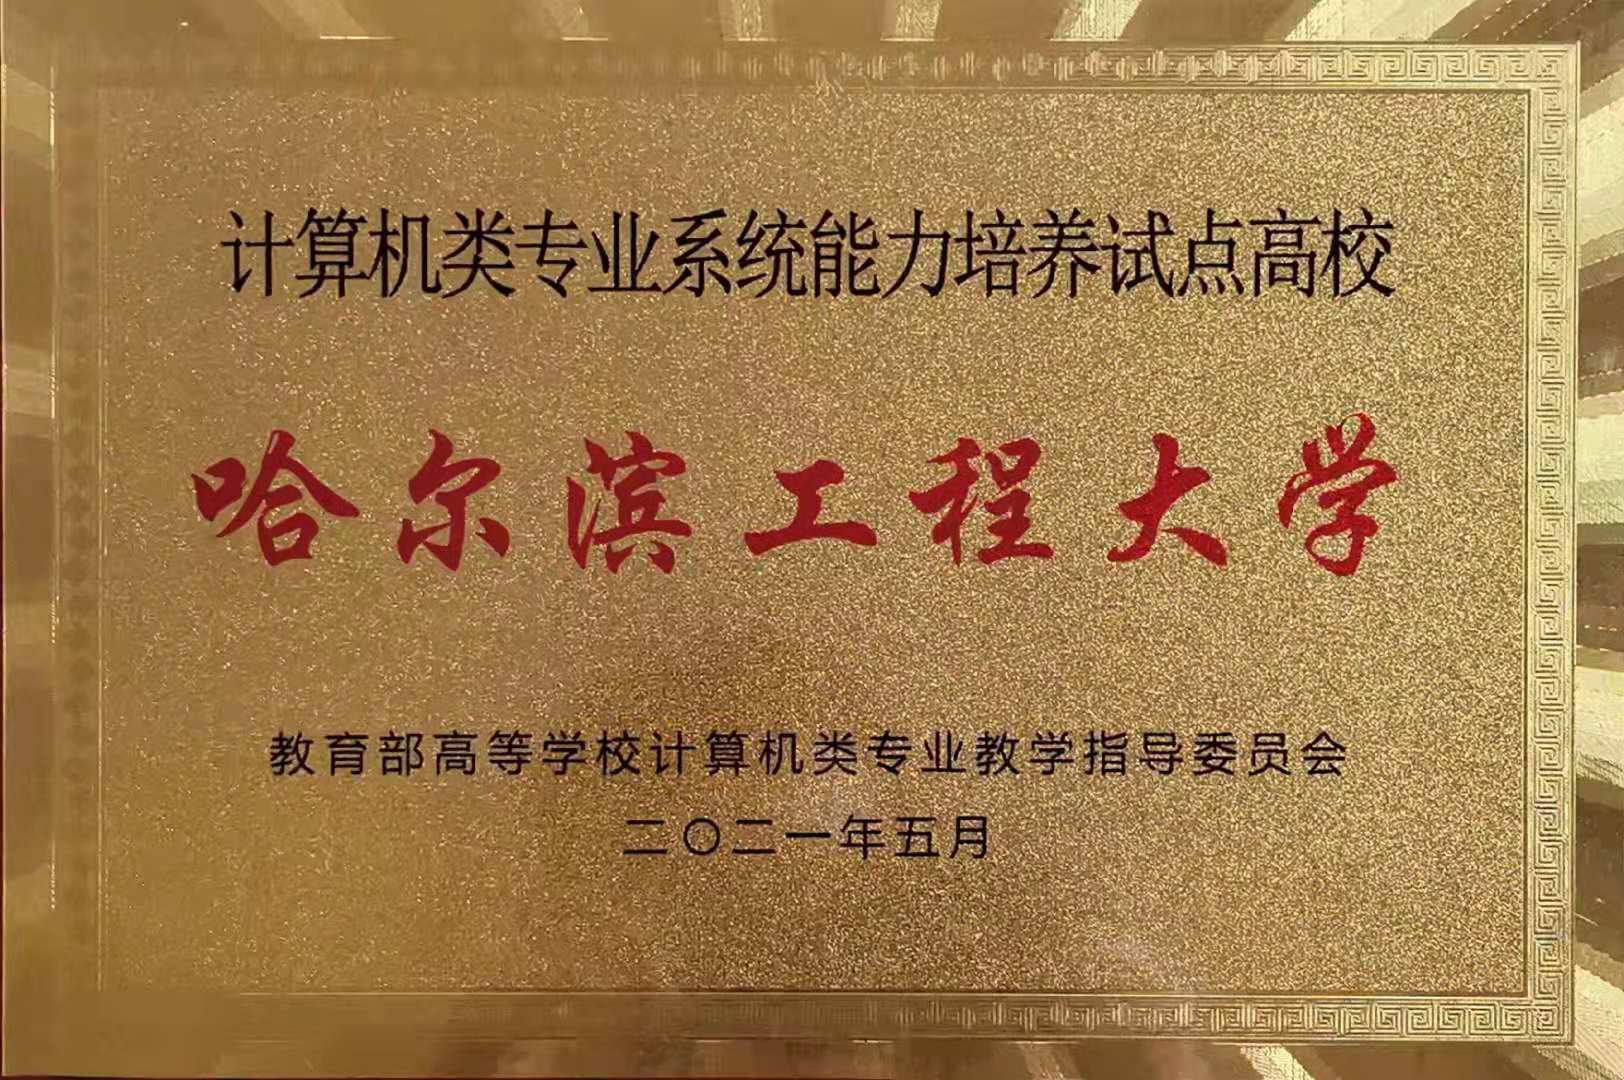 计算机类专业系统能力培养试点高校
哈尔滨工程大学
教育部高等学校计算机类专业教学指导委员会
二〇二一年五月